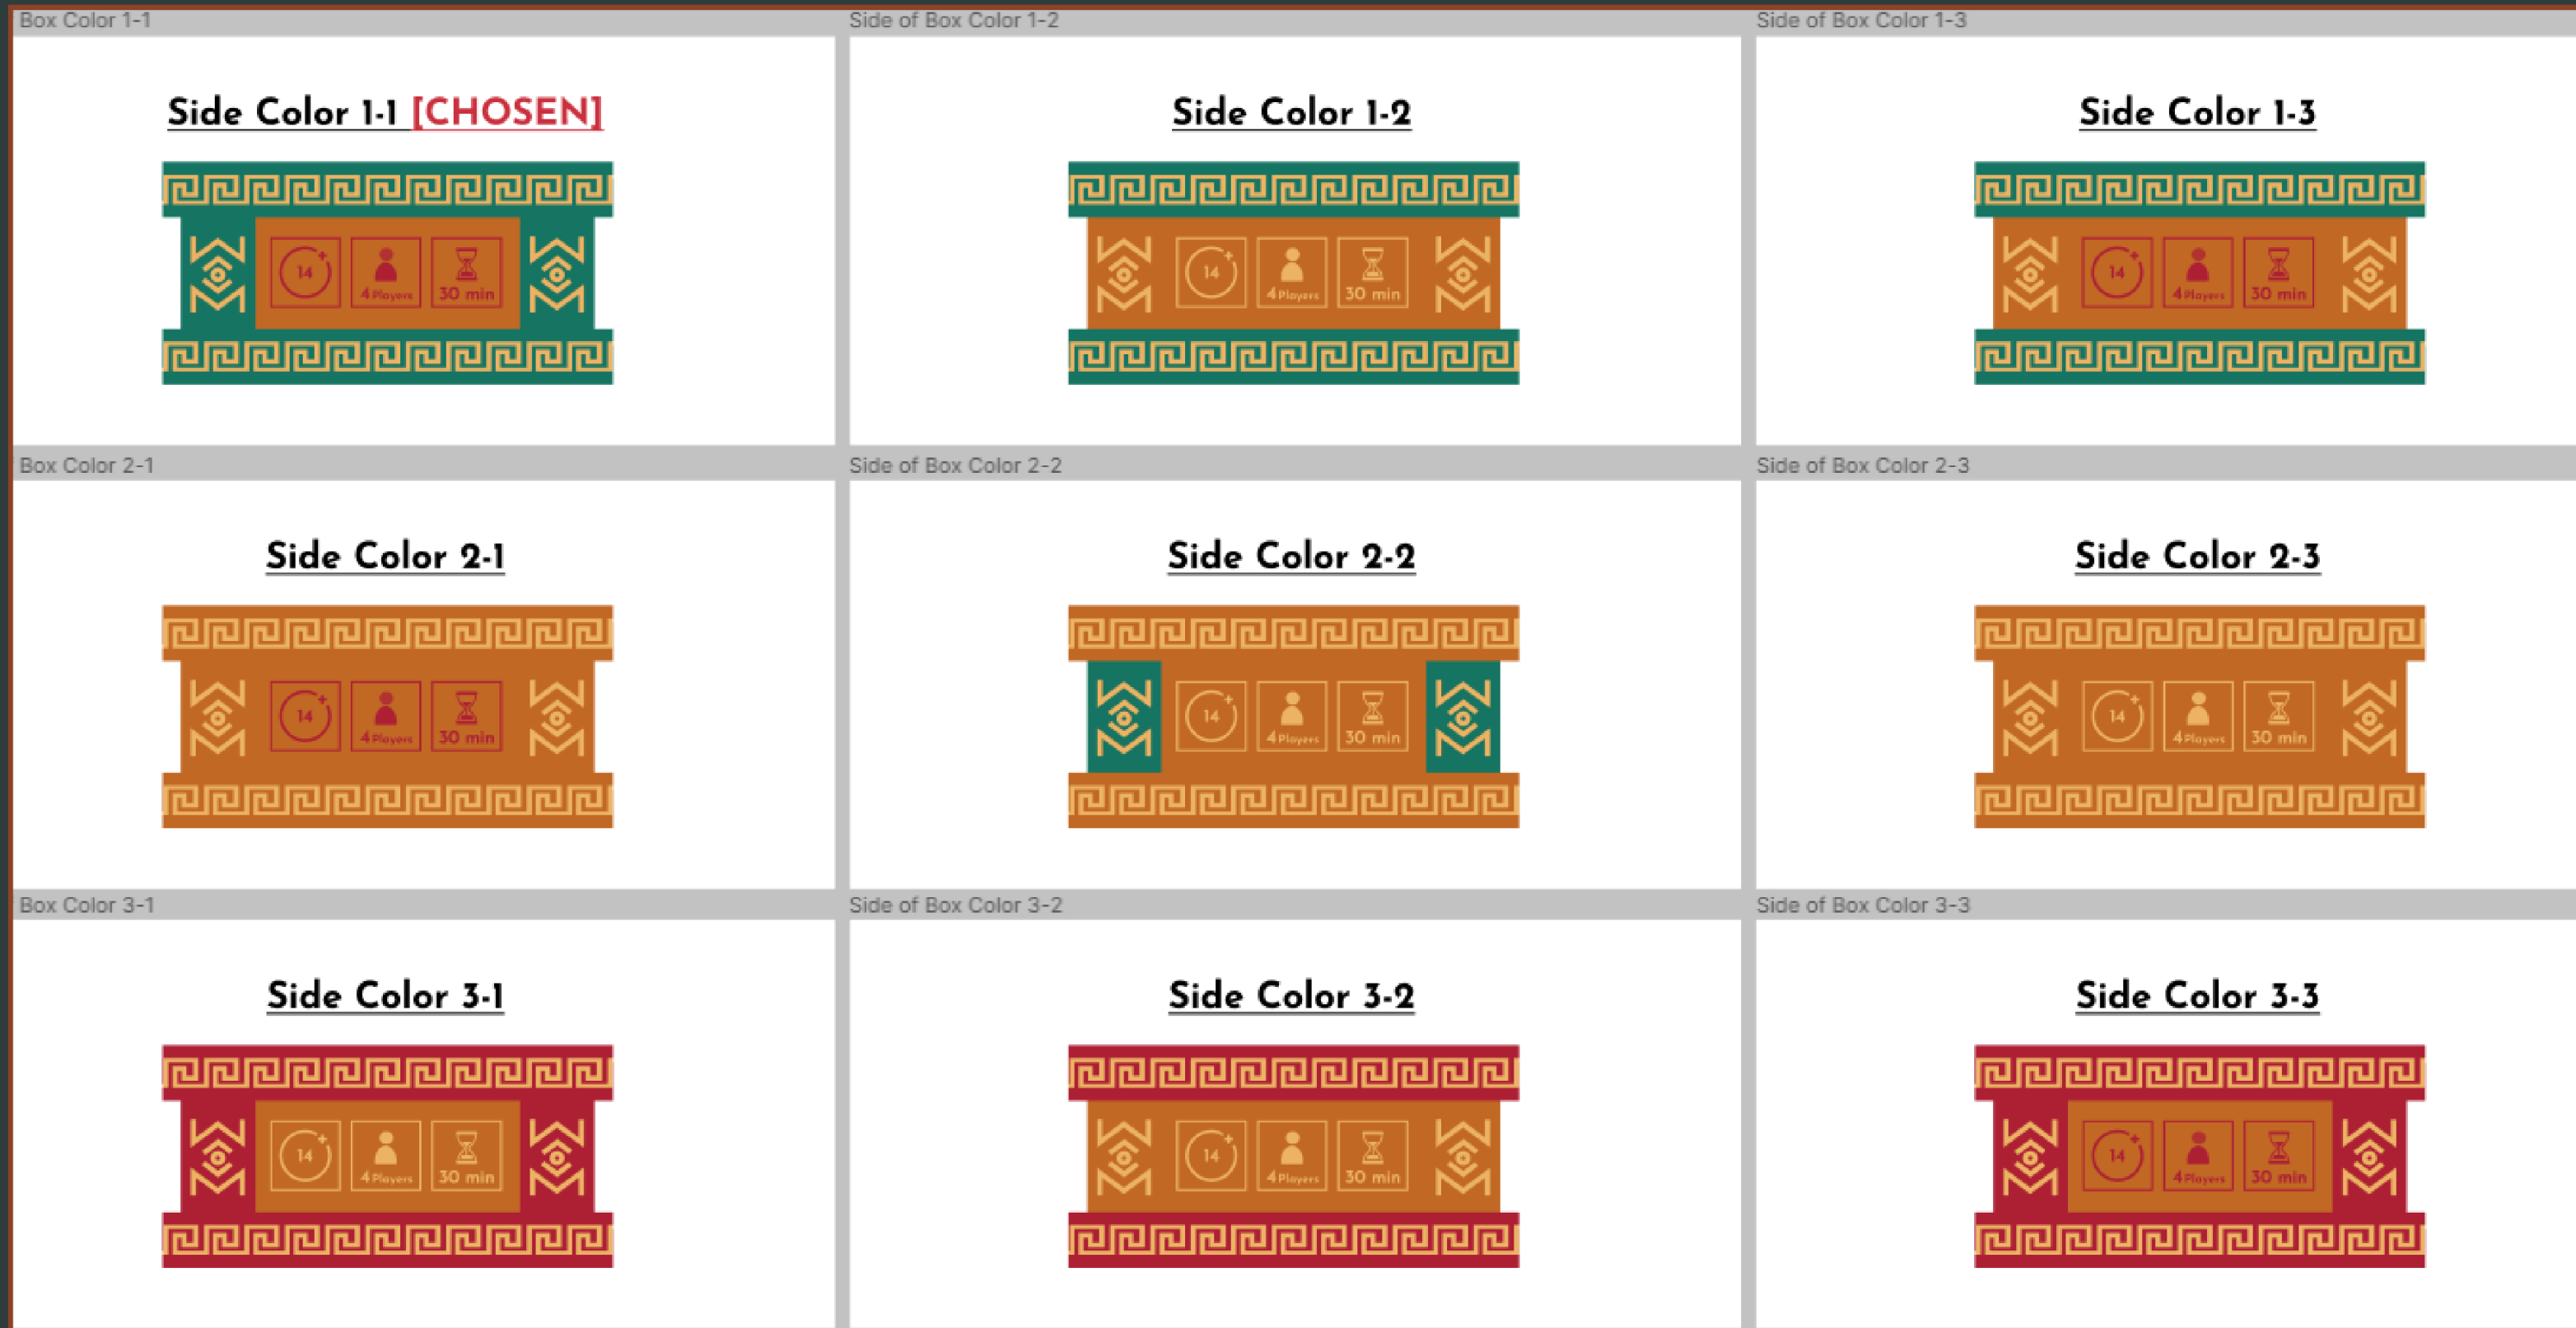 Box Color 1-1
Side of Box Color 1-2
Side of Box Color 1-3
Side Color 1-1 [CHOSEN]
Side Color 1-2
Side Color 1-3
14+
4 Players
30 min
14+
4 Players
30 min
14+
4 Players
30 min
Box Color 2-1
Side of Box Color 2-2
Side of Box Color 2-3
Side Color 2-1
Side Color 2-2
Side Color 2-3
14+
4 Players
30 min
14+
4 Players
30 min
14+
4 Players
30 min
Box Color 3-1
Side of Box Color 3-2
Side of Box Color 3-3
Side Color 3-1
Side Color 3-2
Side Color 3-3
14+
4 Players
30 min
14+
4 Players
30 min
14+
4 Players
30 min